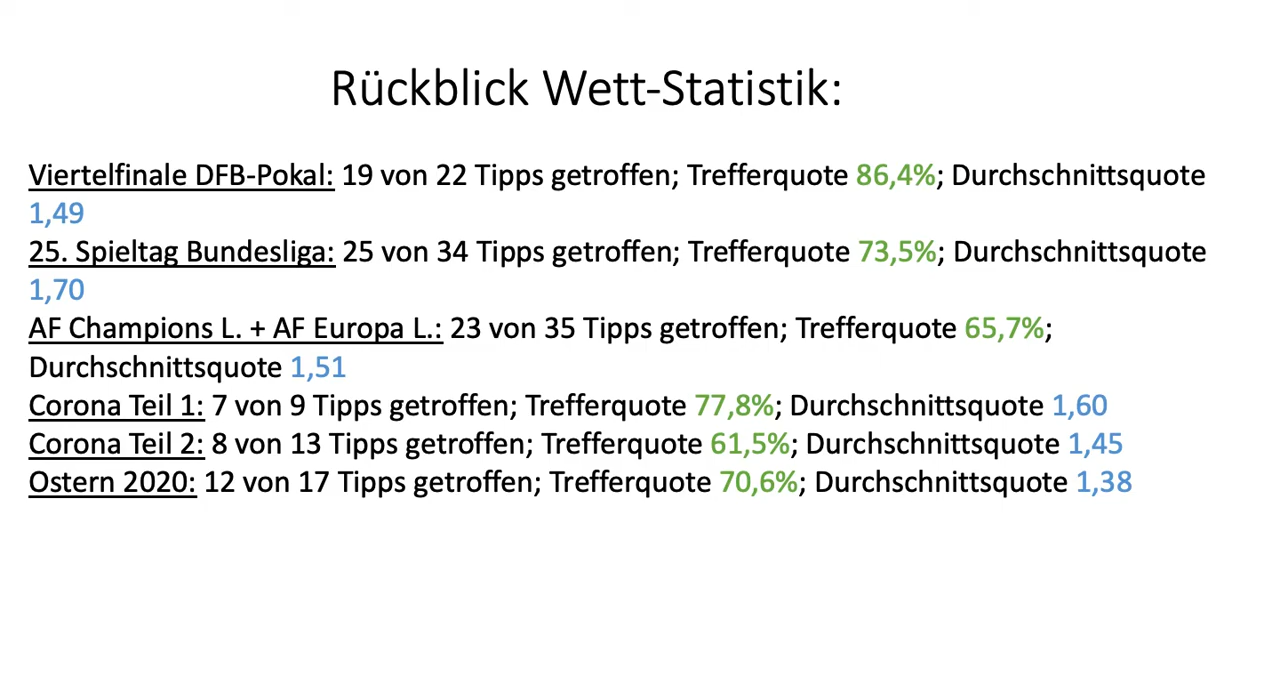 Rückblick Wett-Statistik:
Viertelfinale DFB-Pokal: 19 von 22 Tipps getroffen; Trefferquote 86,4%; Durchschnittsquote
1,49
25. Spieltag Bundesliga: 25 von 34 Tipps getroffen; Trefferquote 73,5%; Durchschnittsquote
1,70
AF Champions L. + AF Europa L.: 23 von 35 Tipps getroffen; Trefferquote 65,7%;
Durchschnittsquote 1,51
Corona Teil 1: 7 von 9 Tipps getroffen; Trefferquote 77,8%; Durchschnittsquote 1,60
Corona Teil 2: 8 von 13 Tipps getroffen; Trefferquote 61,5%; Durchschnittsquote 1,45
Ostern 2020: 12 von 17 Tipps getroffen; Trefferquote 70,6%; Durchschnittsquote 1,38